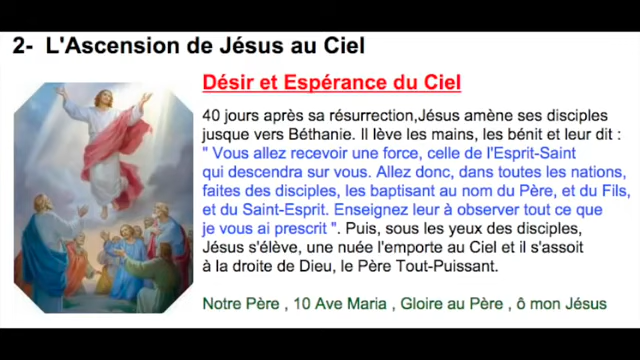 2-  L'Ascension de Jésus au Ciel
Désir et Espérance du Ciel
40 jours après sa résurrection,Jésus amène ses disciples
jusque vers Béthanie. Il lève les mains, les bénit et leur dit :
" Vous allez recevoir une force, celle de l'Esprit-Saint
qui descendra sur vous. Allez donc, dans toutes les nations,
faites des disciples, les baptisant au nom du Père, et du Fils,
et du Saint-Esprit. Enseignez leur à observer tout ce que
je vous ai prescrit ". Puis, sous les yeux des disciples,
Jésus s'élève, une nuée l'emporte au Ciel et il s'assoit
à la droite de Dieu, le Père Tout-Puissant.
Notre Père , 10 Ave Maria , Gloire au Père , ô mon Jésus